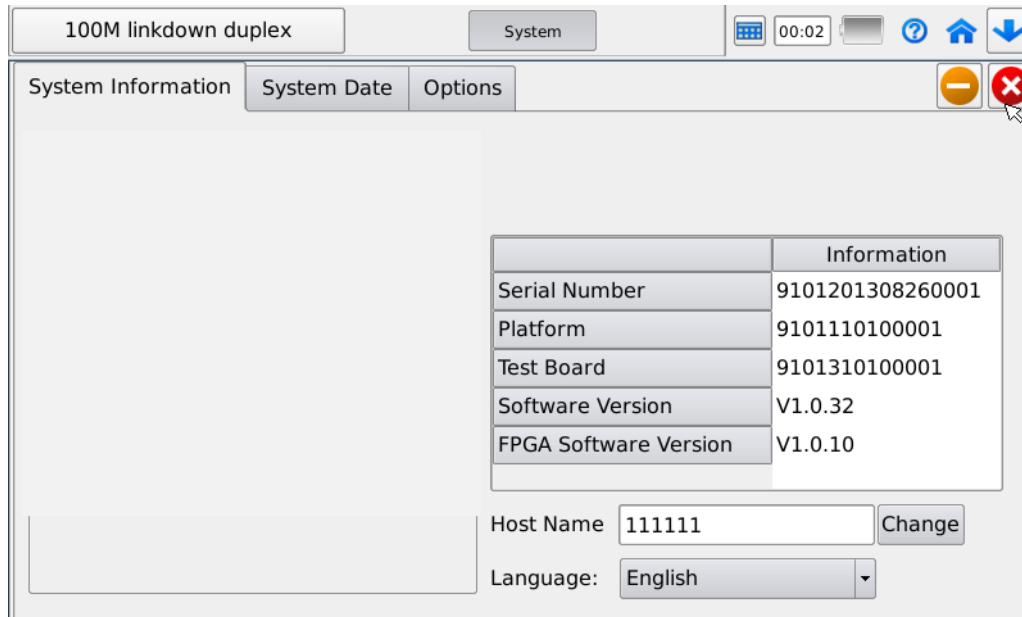 100M linkdown duplex
System
00:02
System Information
System Date
Options
Information
Serial Number 9101201308260001
Platform 9101110100001
Test Board 9101310100001
Software Version V1.0.32
FPGA Software Version V1.0.10
Host Name 111111 Change
Language: English